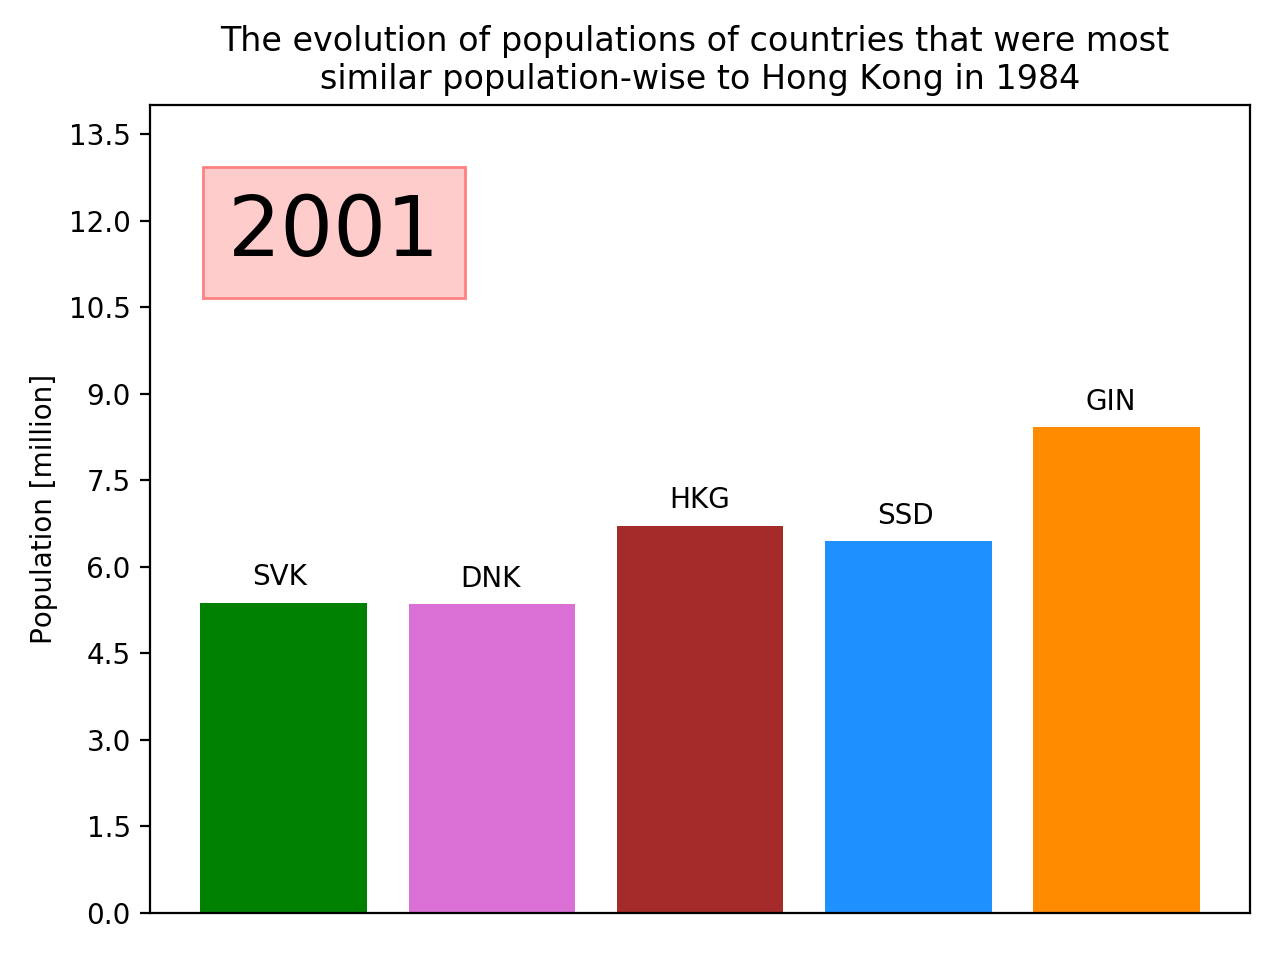 The evolution of populations of countries that were most
similar population-wise to Hong Kong in 1984
13.5
12.0
10.5
9.0
7.5
6.0
4.5
3.0
1.5
0.0
Population [million]
2001
SVK
DNK
HKG
SSD
GIN